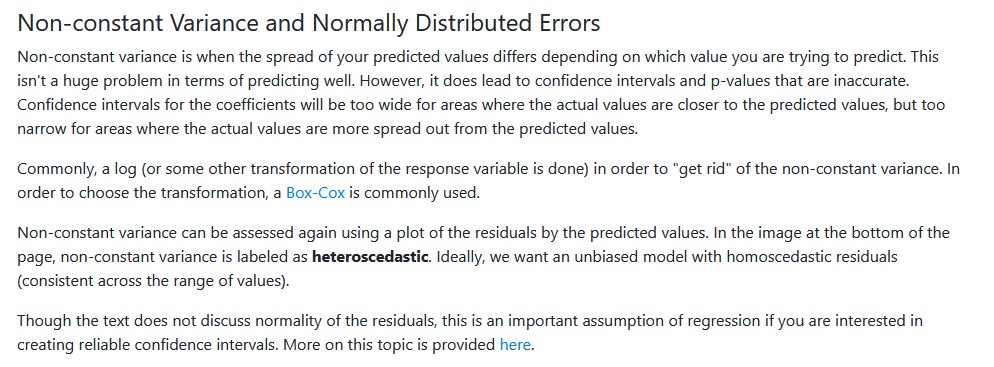 Non-constant Variance and Normally Distributed Errors
Non-constant variance is when the spread of your predicted values differs depending on which value you are trying to predict. This
isn't a huge problem in terms of predicting well. However, it does lead to confidence intervals and p-values that are inaccurate.
Confidence intervals for the coefficients will be too wide for areas where the actual values are closer to the predicted values, but too
narrow for areas where the actual values are more spread out from the predicted values.
Commonly, a log (or some other transformation of the response variable is done) in order to "get rid" of the non-constant variance. In
order to choose the transformation, a Box-Cox is commonly used.
Non-constant variance can be assessed again using a plot of the residuals by the predicted values. In the image at the bottom of the
page, non-constant variance is labeled as heteroscedastic. Ideally, we want an unbiased model with homoscedastic residuals
(consistent across the range of values).
Though the text does not discuss normality of the residuals, this is an important assumption of regression if you are interested in
creating reliable confidence intervals. More on this topic is provided here.